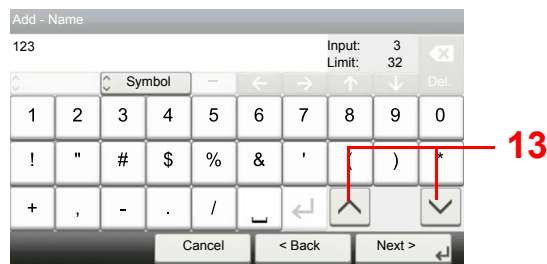 Add - Name
123
Input: 3
Limit: 32
Symbol
Del.
1 2 3 4 5 6 7 8 9 0
! " # $ % & ' ( ) *
+ , - . /
13
Cancel < Back Next >